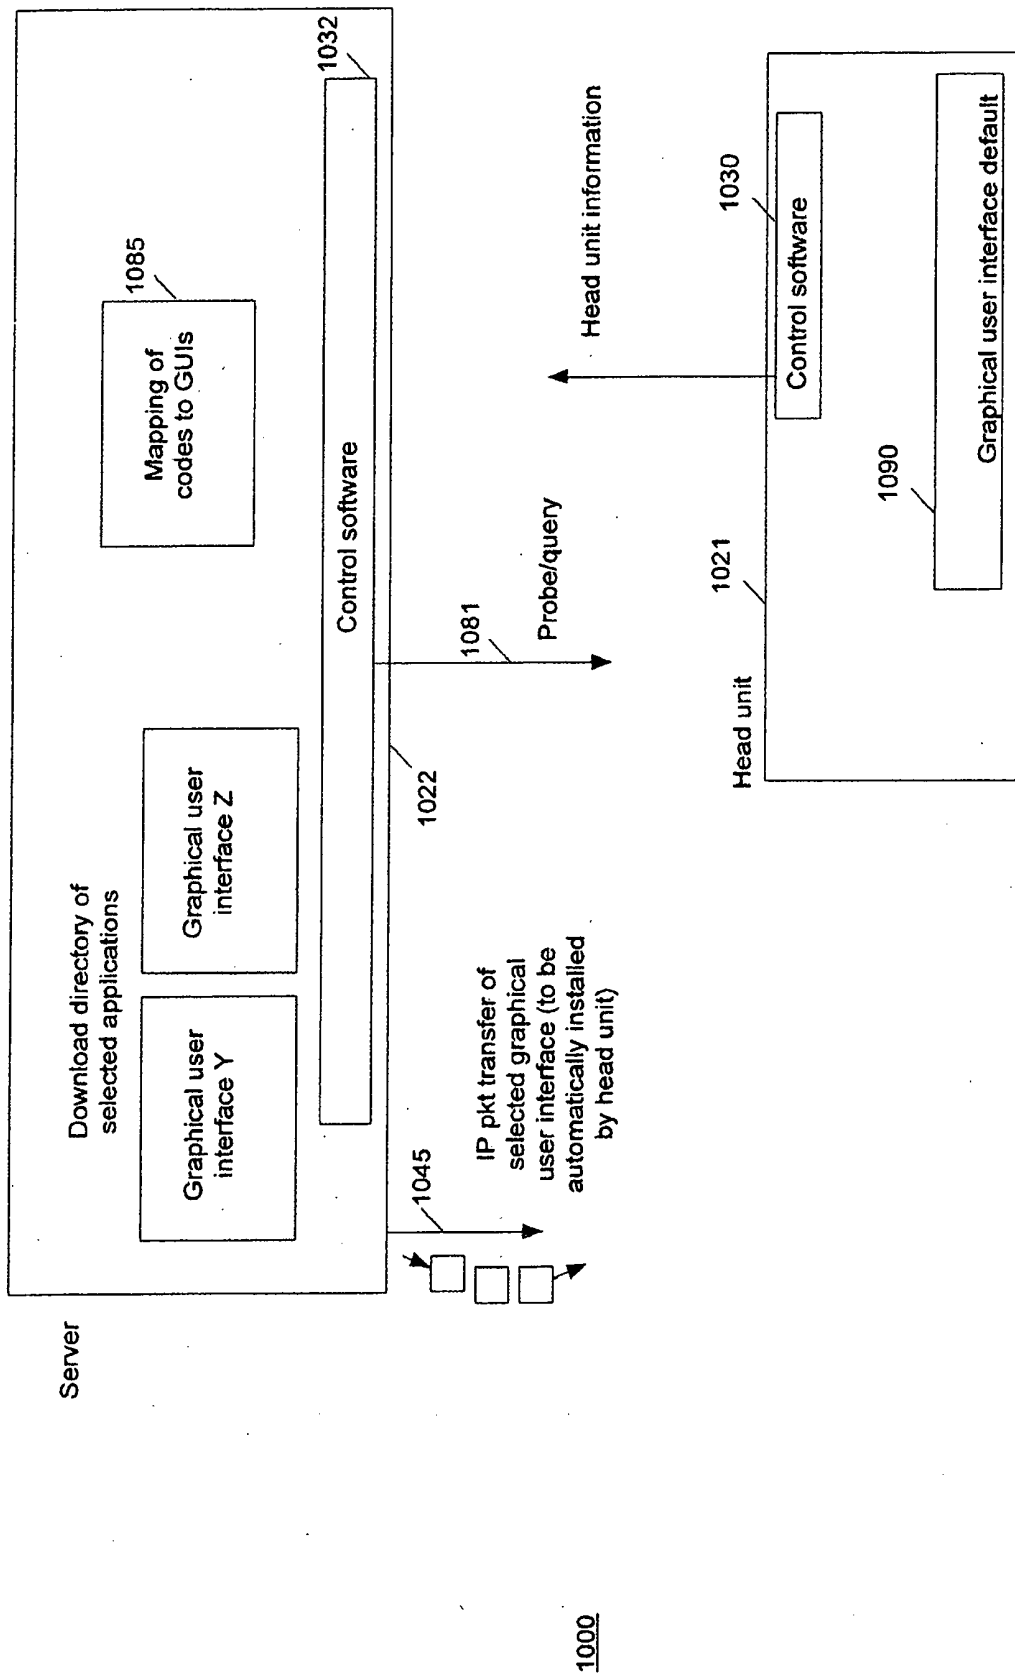 Server
Download directory of
selected applications
Graphical user
interface Y
Graphical user
interface Z
Mapping of
codes to GUIs
1085
Control software
1032
1045
IP pkt transfer of
selected graphical
user interface (to be
automatically installed
by head unit)
1022
1081
Probe/query
Head unit information
Head unit
1021
1030
Control software
1090
Graphical user interface default
1000